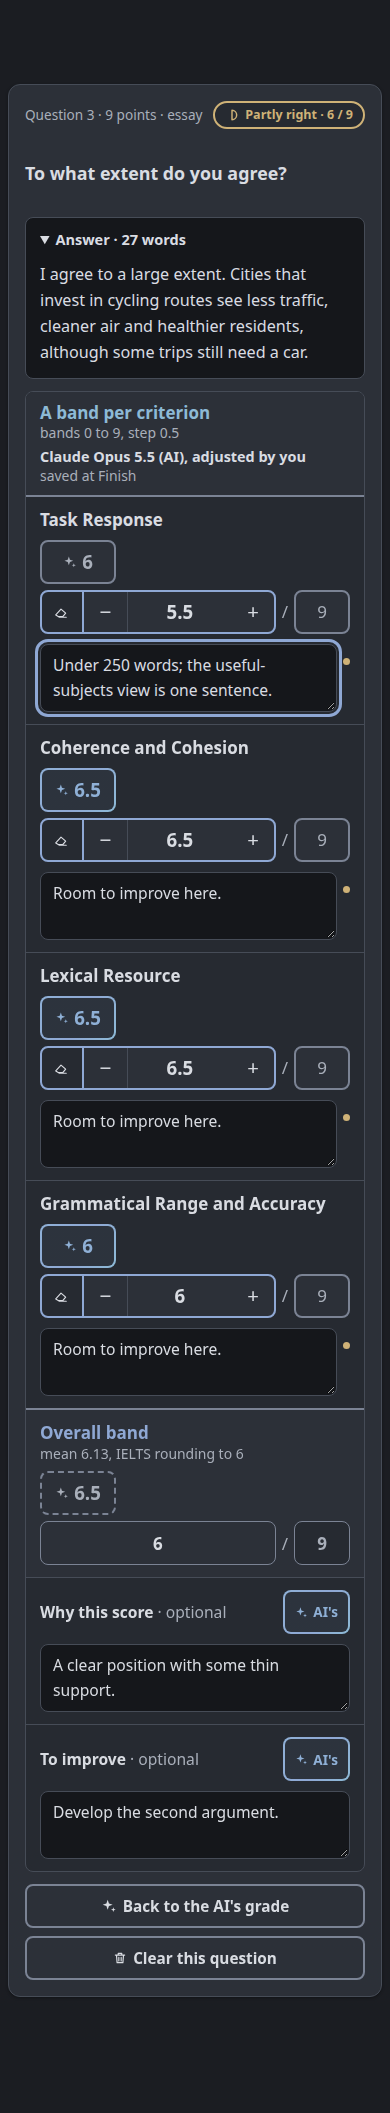 Question 3 · 9 points · essay
Partly right · 6 / 9
To what extent do you agree?
▼ Answer · 27 words
I agree to a large extent. Cities that
invest in cycling routes see less traffic,
cleaner air and healthier residents,
although some trips still need a car.
A band per criterion
bands 0 to 9, step 0.5
Claude Opus 5.5 (AI), adjusted by you
saved at Finish
Task Response
6
− 5.5 + / 9
Under 250 words; the useful-
subjects view is one sentence.
Coherence and Cohesion
6.5
− 6.5 + / 9
Room to improve here.
Lexical Resource
6.5
− 6.5 + / 9
Room to improve here.
Grammatical Range and Accuracy
6
− 6 + / 9
Room to improve here.
Overall band
mean 6.13, IELTS rounding to 6
6.5
6 / 9
Why this score · optional
AI's
A clear position with some thin
support.
To improve · optional
AI's
Develop the second argument.
Back to the AI's grade
Clear this question